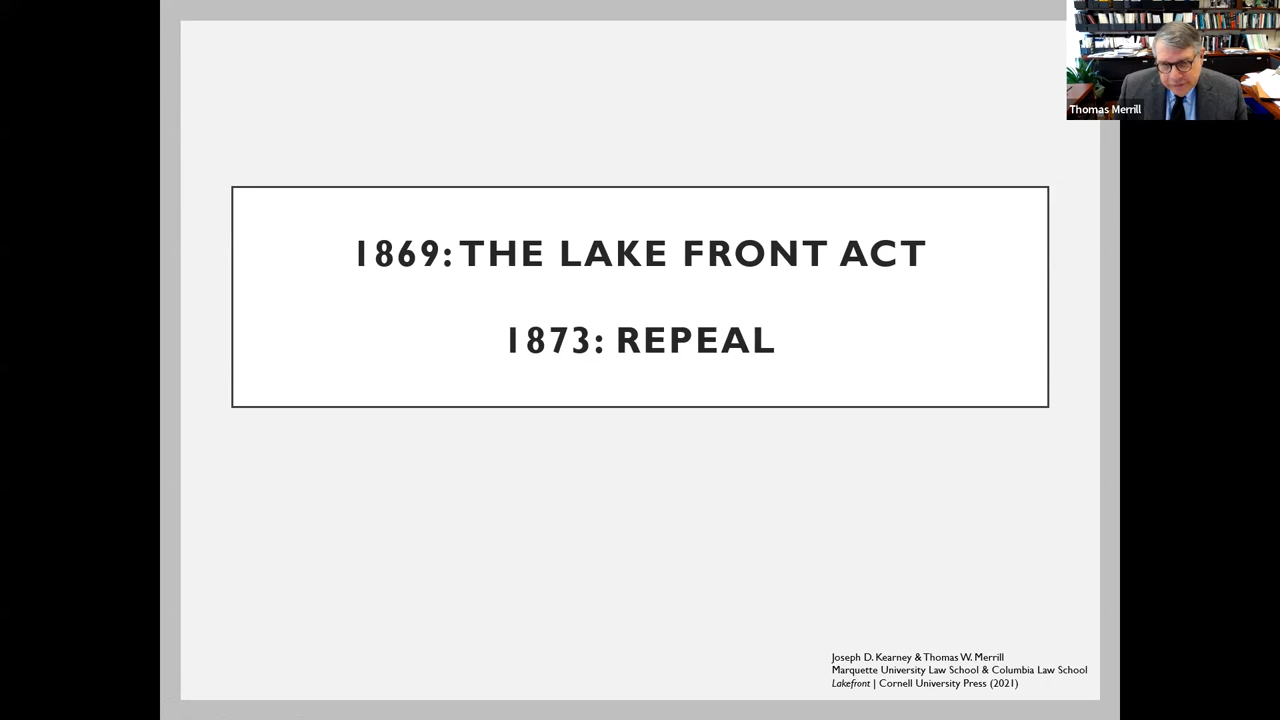 Thomas Merrill
1869: THE LAKE FRONT ACT
1873: REPEAL
Joseph D. Kearney & Thomas W. Merrill
Marquette University Law School & Columbia Law School
Lakefront | Cornell University Press (2021)